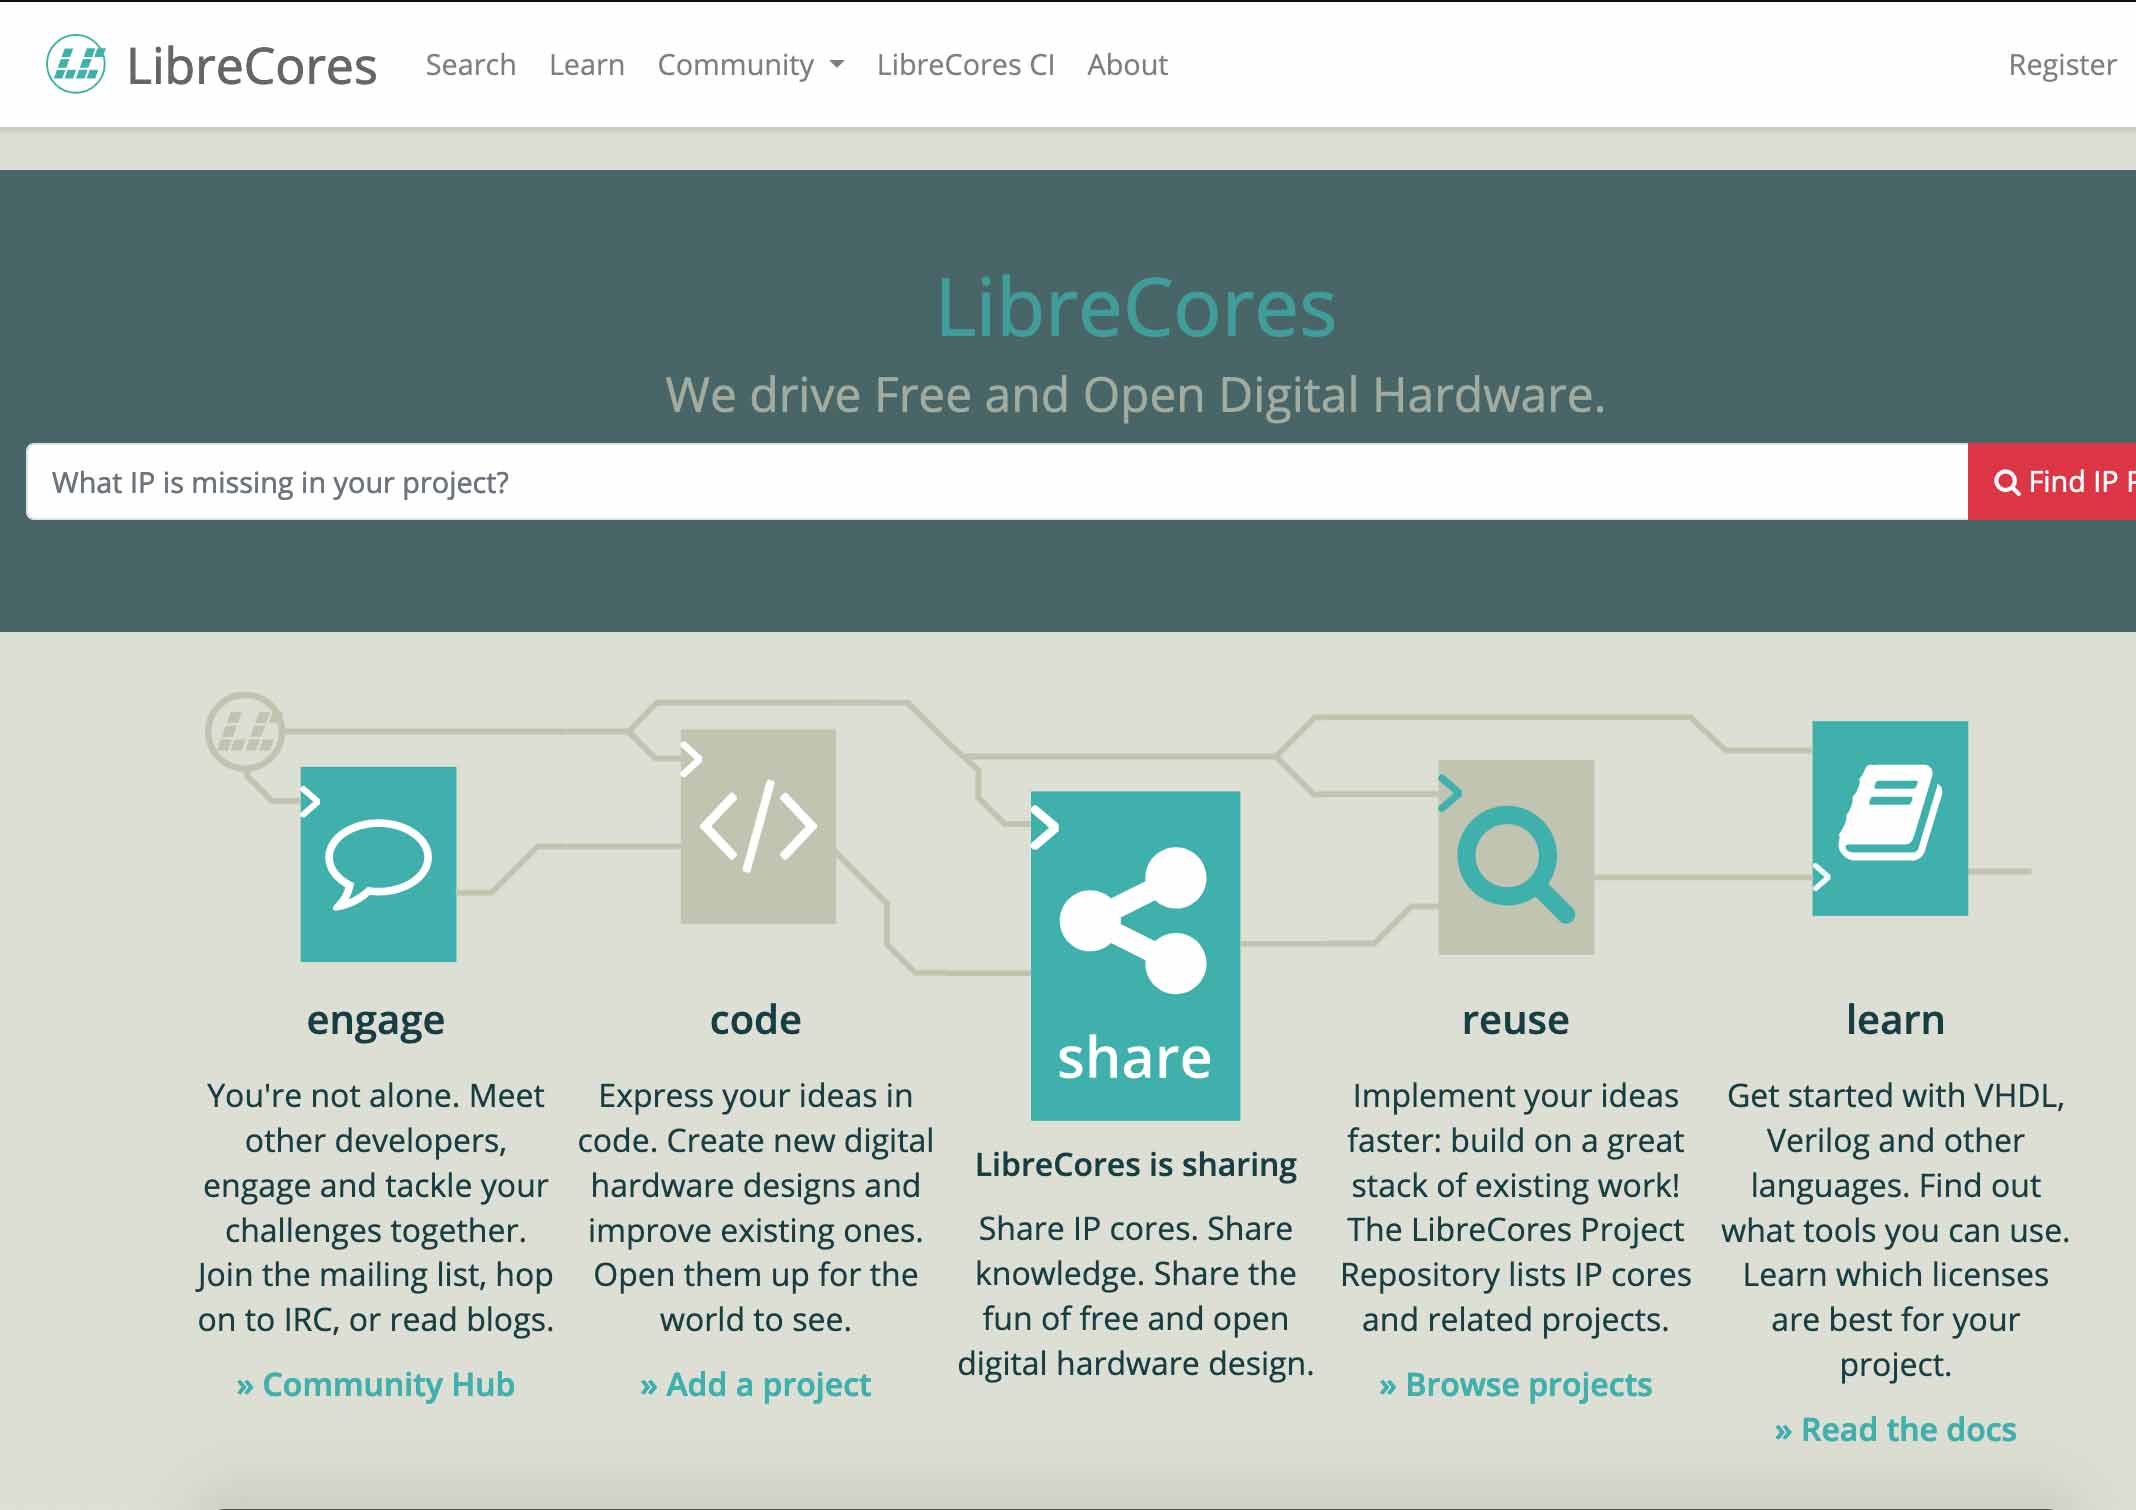 LibreCores
Search
Learn
Community
LibreCores CI
About
Register
LibreCores
We drive Free and Open Digital Hardware.
What IP is missing in your project?
Find IP
engage
You're not alone. Meet
other developers,
engage and tackle your
challenges together.
Join the mailing list, hop
on to IRC, or read blogs.
» Community Hub
code
Express your ideas in
code. Create new digital
hardware designs and
improve existing ones.
Open them up for the
world to see.
» Add a project
share
LibreCores is sharing
Share IP cores. Share
knowledge. Share the
fun of free and open
digital hardware design.
reuse
Implement your ideas
faster: build on a great
stack of existing work!
The LibreCores Project
Repository lists IP cores
and related projects.
» Browse projects
learn
Get started with VHDL,
Verilog and other
languages. Find out
what tools you can use.
Learn which licenses
are best for your
project.
» Read the docs